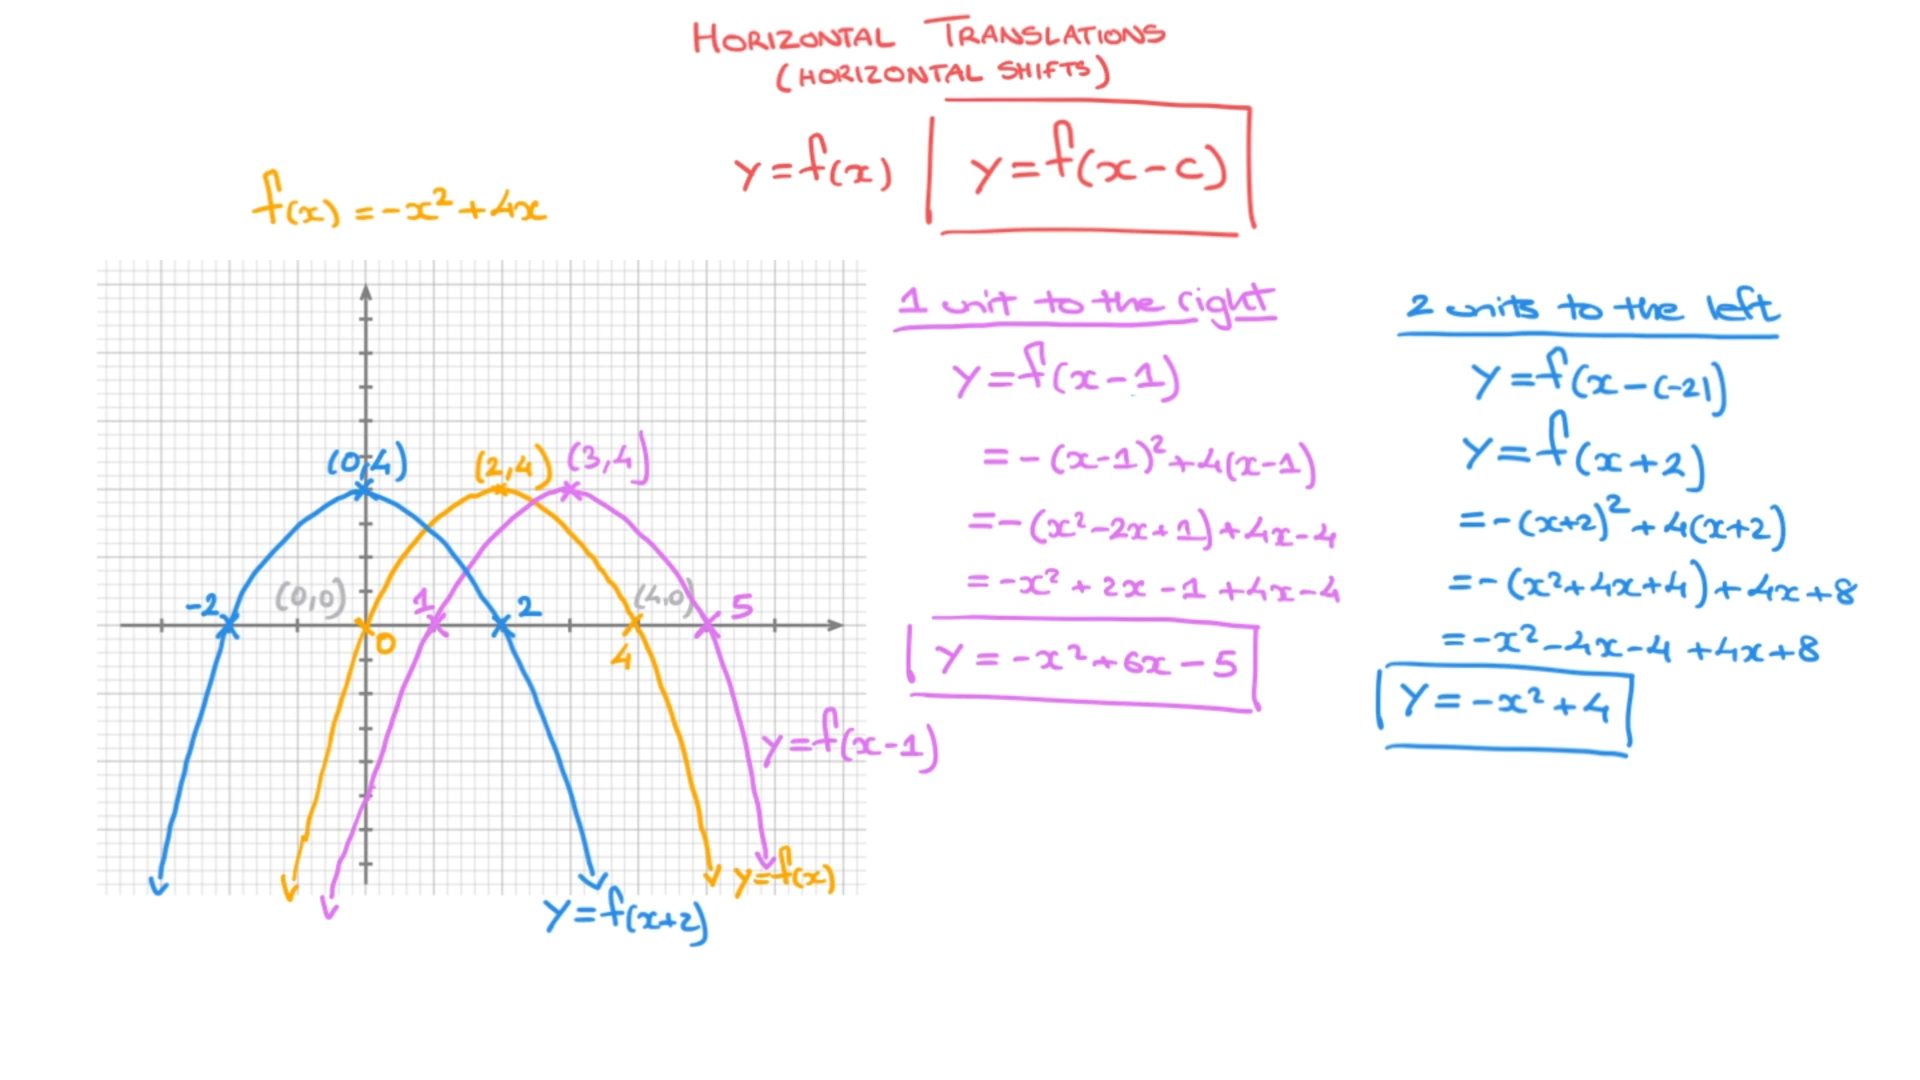 HORIZONTAL TRANSLATIONS
(HORIZONTAL SHIFTS)
y = f(x)
y = f(x - c)
f(x) = -x² + 4x
1 unit to the right
y = f(x - 1)
= - (x-1)² + 4(x-1)
= - (x² - 2x + 1) + 4x - 4
= -x² + 2x - 1 + 4x - 4
y = -x² + 6x - 5
2 units to the left
y = f(x - (-2))
y = f(x + 2)
= - (x+2)² + 4(x+2)
= - (x² + 4x + 4) + 4x + 8
= -x² - 4x - 4 + 4x + 8
y = -x² + 4
(0,4)
(2,4)
(3,4)
-2
(0,0)
0
1
2
(4,0)
4
5
y = f(x-1)
y = f(x)
y = f(x+2)